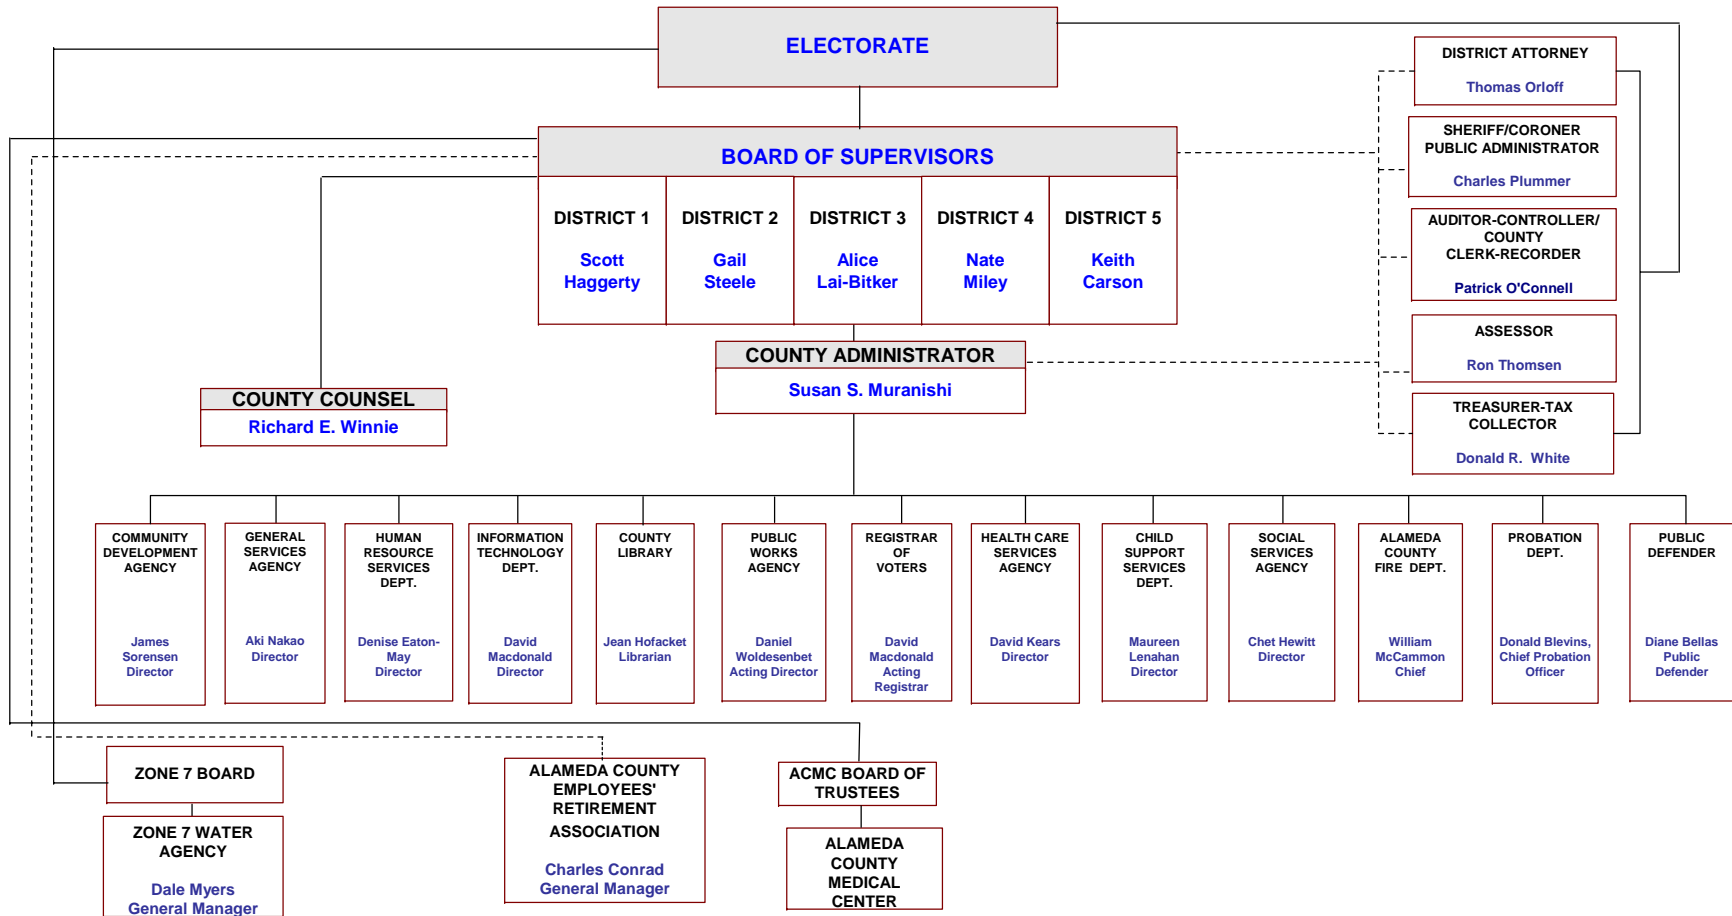 ELECTORATE
DISTRICT ATTORNEY
Thomas Orloff
SHERIFF/CORONER
PUBLIC ADMINISTRATOR
Charles Plummer
AUDITOR-CONTROLLER/
COUNTY
CLERK-RECORDER
Patrick O'Connell
ASSESSOR
Ron Thomsen
TREASURER-TAX
COLLECTOR
Donald R. White
BOARD OF SUPERVISORS
DISTRICT 1
Scott
Haggerty
DISTRICT 2
Gail
Steele
DISTRICT 3
Alice
Lai-Bitker
DISTRICT 4
Nate
Miley
DISTRICT 5
Keith
Carson
COUNTY ADMINISTRATOR
Susan S. Muranishi
COUNTY COUNSEL
Richard E. Winnie
COMMUNITY
DEVELOPMENT
AGENCY
James
Sorensen
Director
GENERAL
SERVICES
AGENCY
Aki Nakao
Director
HUMAN
RESOURCE
SERVICES
DEPT.
Denise Eaton-
May
Director
INFORMATION
TECHNOLOGY
DEPT.
David
Macdonald
Director
COUNTY
LIBRARY
Jean Hofacket
Librarian
PUBLIC
WORKS
AGENCY
Daniel
Woldesenbet
Acting Director
REGISTRAR
OF
VOTERS
David
Macdonald
Acting
Registrar
HEALTH CARE
SERVICES
AGENCY
David Kears
Director
CHILD
SUPPORT
SERVICES
DEPT.
Maureen
Lenahan
Director
SOCIAL
SERVICES
AGENCY
Chet Hewitt
Director
ALAMEDA
COUNTY
FIRE DEPT.
William
McCammon
Chief
PROBATION
DEPT.
Donald Blevins,
Chief Probation
Officer
PUBLIC
DEFENDER
Diane Bellas
Public
Defender
ZONE 7 BOARD
ZONE 7 WATER
AGENCY
Dale Myers
General Manager
ALAMEDA COUNTY
EMPLOYEES'
RETIREMENT
ASSOCIATION
Charles Conrad
General Manager
ACMC BOARD OF
TRUSTEES
ALAMEDA
COUNTY
MEDICAL
CENTER